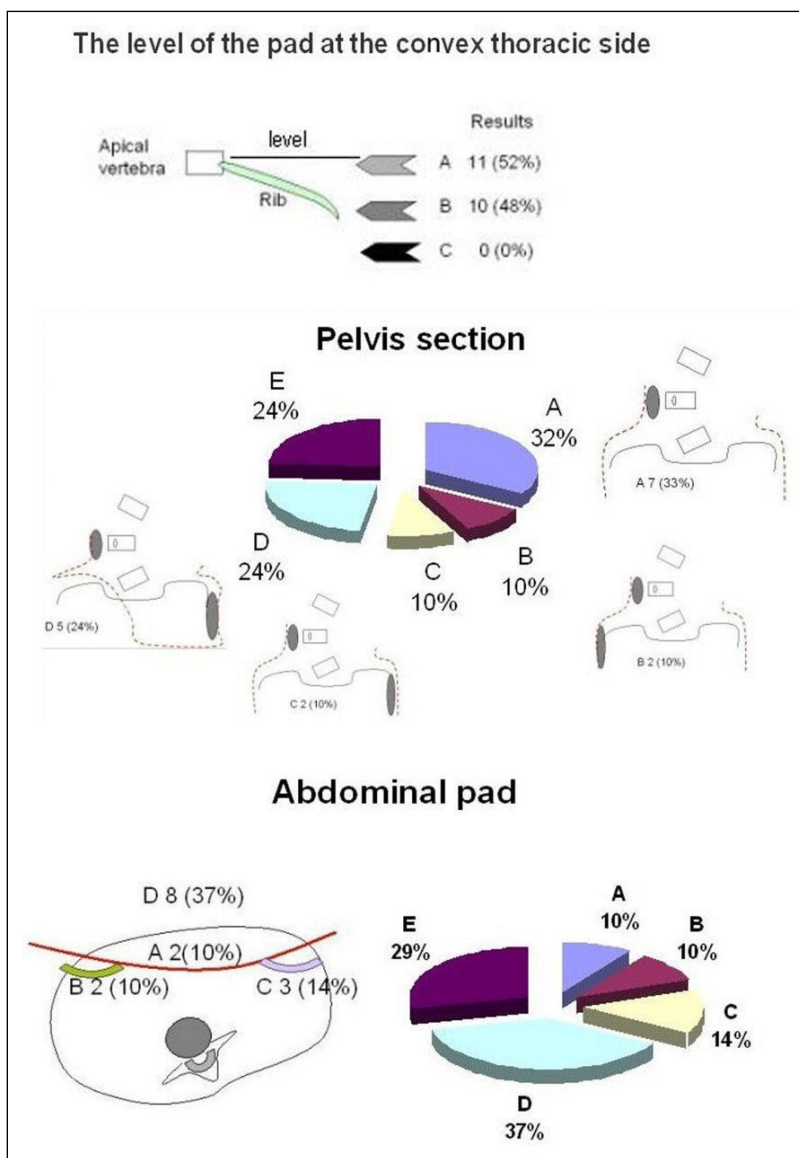 The level of the pad at the convex thoracic side
Results
Apical
vertebra
level
Rib
A 11 (52%)
B 10 (48%)
C 0 (0%)
Pelvis section
E
24%
A
32%
D
24%
C
10%
B
10%
A 7 (33%)
D 5 (24%)
C 2 (10%)
B 2 (10%)
Abdominal pad
D 8 (37%)
A 2(10%)
B 2 (10%)
C 3 (14%)
A
10%
B
10%
E
29%
C
14%
D
37%